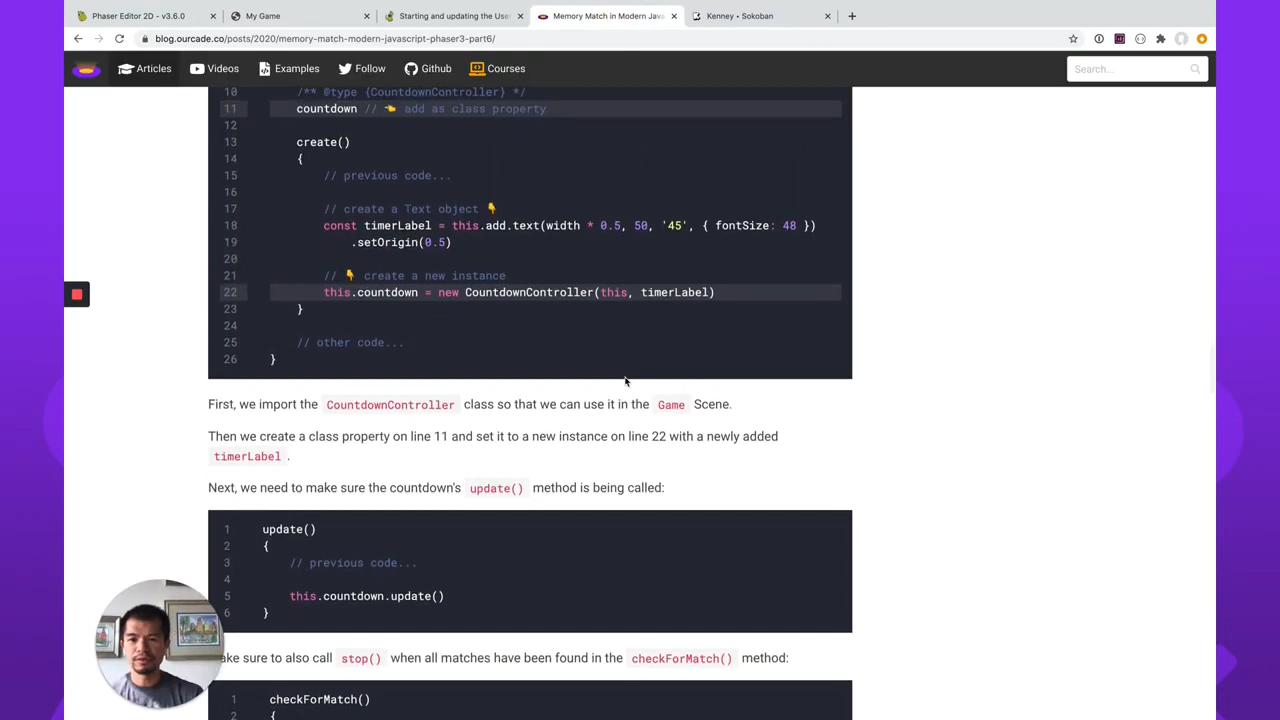 Phaser Editor 2D - v3.6.0
My Game
Starting and updating the User
Memory Match in Modern Java
Kenney • Sokoban
blog.ourcade.co/posts/2020/memory-match-modern-javascript-phaser3-part6/
Articles
Videos
Examples
Follow
Github
Courses
Search...
10 /** @type {CountdownController} */
11 countdown // 👈 add as class property
12
13 create()
14 {
15 // previous code...
16
17 // create a Text object 👇
18 const timerLabel = this.add.text(width * 0.5, 50, '45', { fontSize: 48 })
19 .setOrigin(0.5)
20
21 // 👇 create a new instance
22 this.countdown = new CountdownController(this, timerLabel)
23 }
24
25 // other code...
26 }
First, we import the CountdownController class so that we can use it in the Game Scene.
Then we create a class property on line 11 and set it to a new instance on line 22 with a newly added
timerLabel .
Next, we need to make sure the countdown's update() method is being called:
1 update()
2 {
3 // previous code...
4
5 this.countdown.update()
6 }
ake sure to also call stop() when all matches have been found in the checkForMatch() method:
1 checkForMatch()
2 {